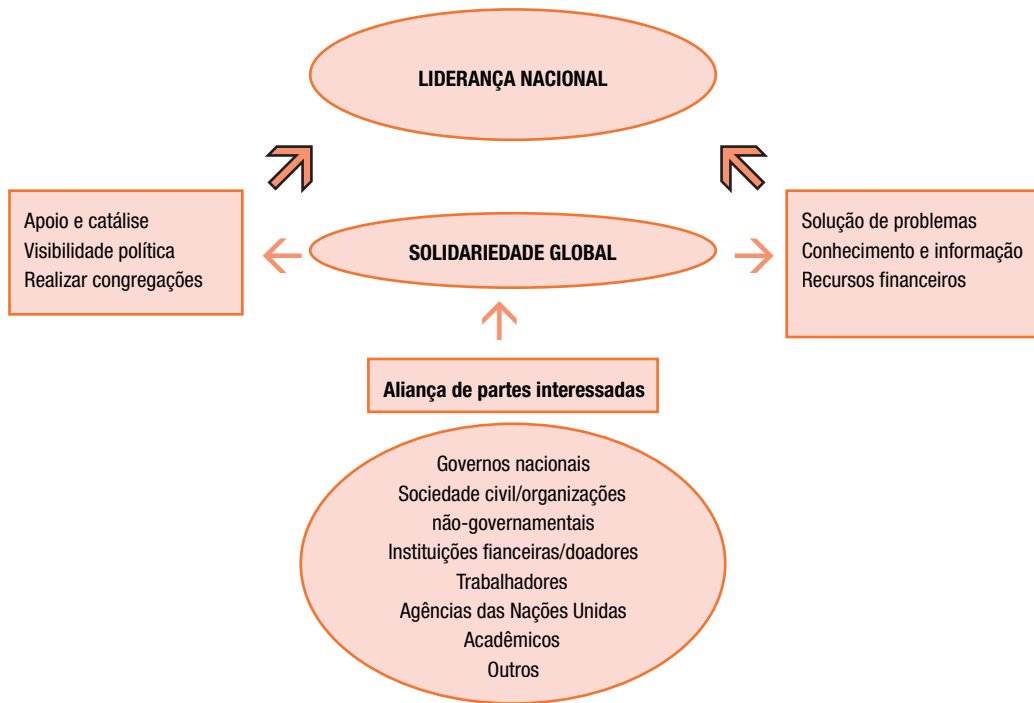 LIDERANÇA NACIONAL
Apoio e catálise
Visibilidade política
Realizar congregações
SOLIDARIEDADE GLOBAL
Solução de problemas
Conhecimento e informação
Recursos financeiros
Aliança de partes interessadas
Governos nacionais
Sociedade civil/organizações
não-governamentais
Instituições fianceiras/doadores
Trabalhadores
Agências das Nações Unidas
Acadêmicos
Outros